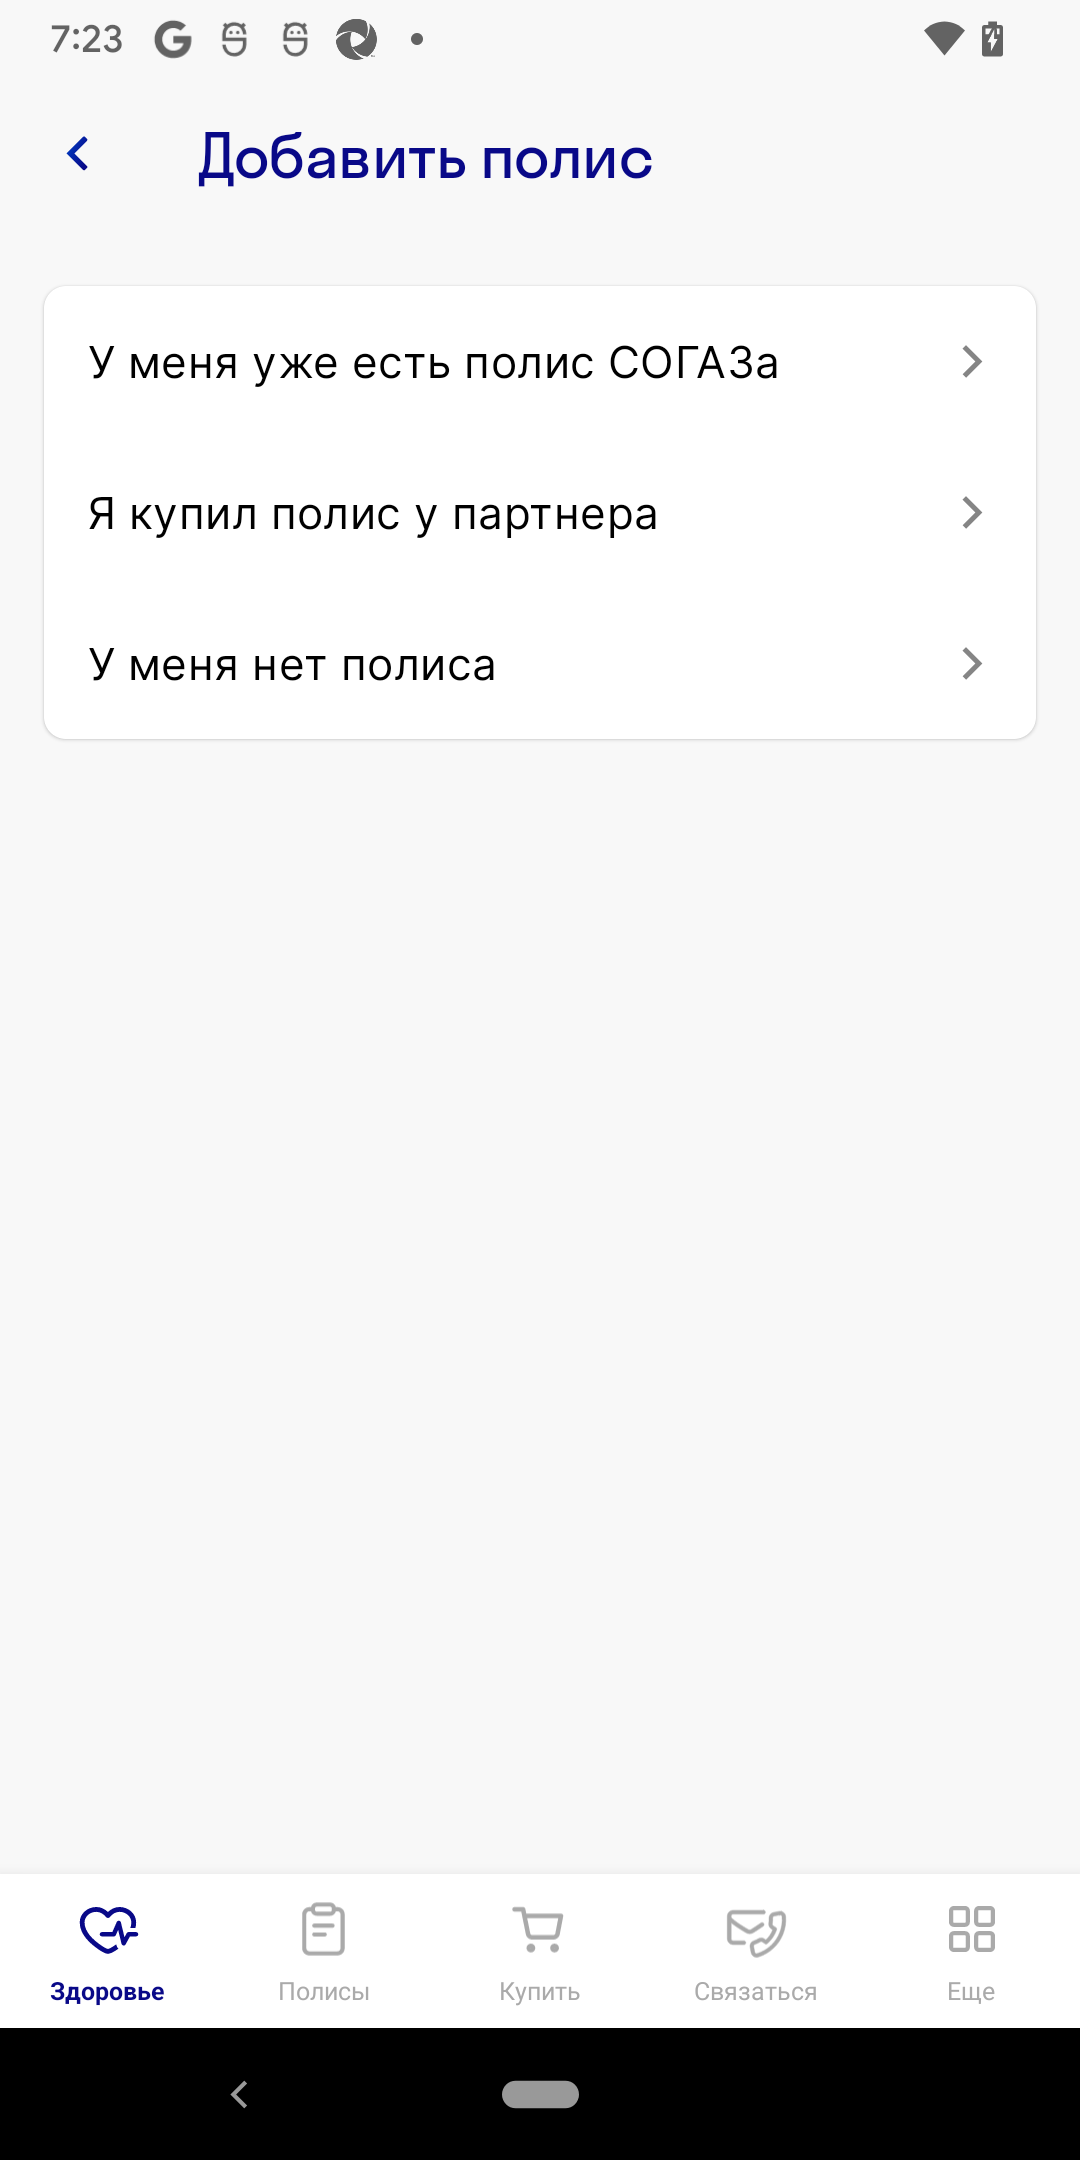 7:23
Добавить полис
У меня уже есть полис СОГАЗа
Я купил полис у партнера
У меня нет полиса
Здоровье
Полисы
Купить
Связаться
Еще